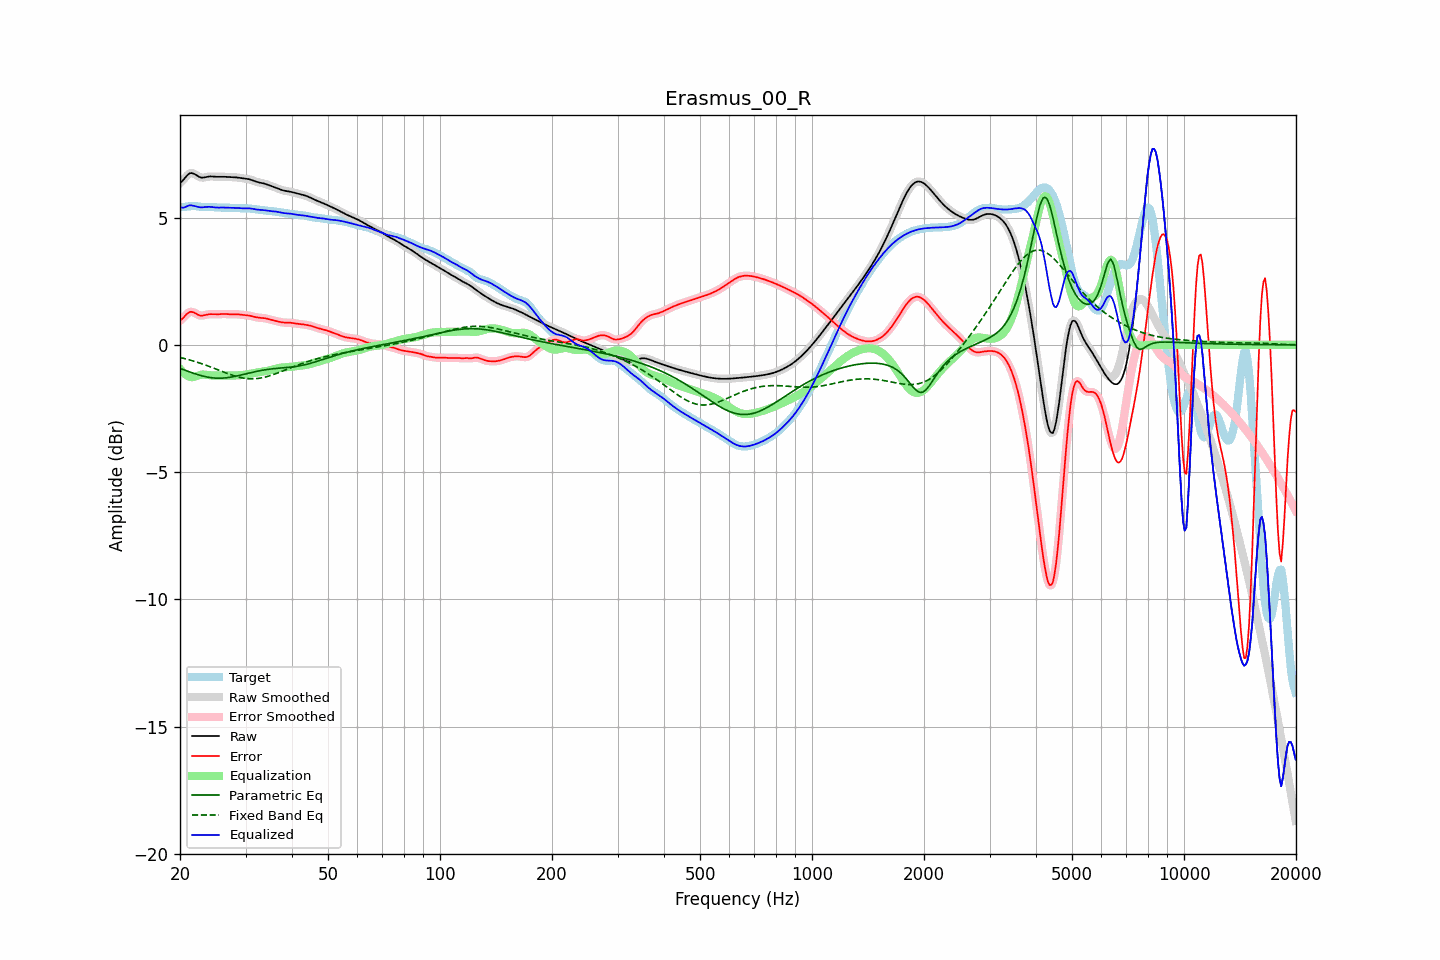 Erasmus_00_R
Amplitude (dBr)
5
0
−5
−10
−15
−20
Target
Raw Smoothed
Error Smoothed
Raw
Error
Equalization
Parametric Eq
Fixed Band Eq
Equalized
20 50 100 200 500 1000 2000 5000 10000 20000
Frequency (Hz)